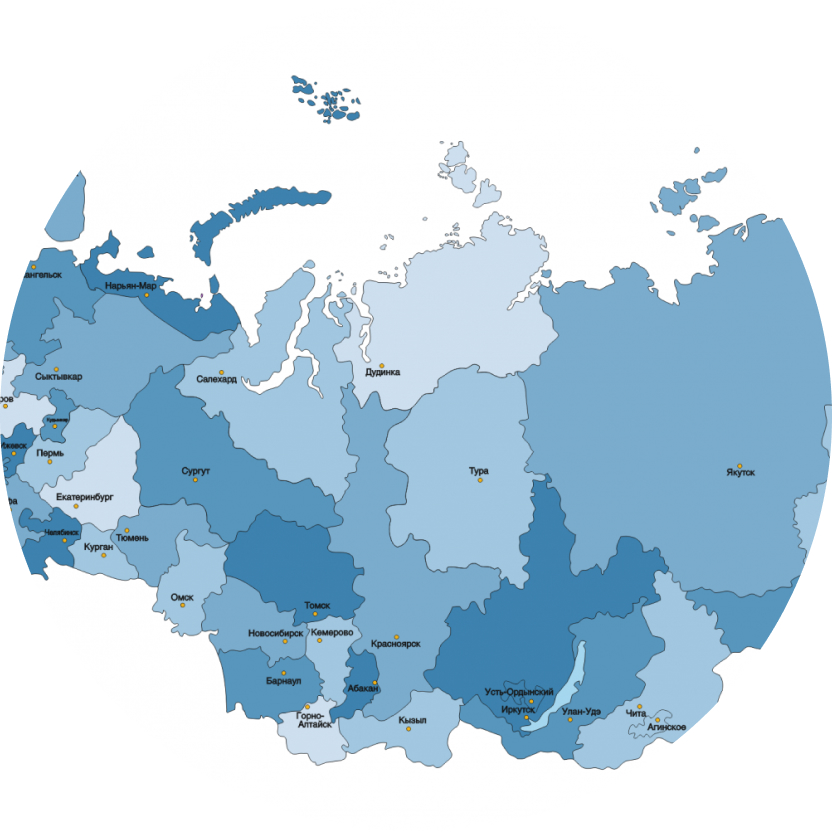 ангельск
Нарьян-Мар
Сыктывкар
Салехард
Дудинка
ров
Кудымкар
Ижевск
Пермь
Сургут
Тура
Якутск
фа
Екатеринбург
Челябинск
Курган
Тюмень
Омск
Томск
Новосибирск
Кемерово
Красноярск
Барнаул
Абакан
Усть-Ордынский
Иркутск
Горно-
Алтайск
Кызыл
Улан-Удэ
Чита
Агинское